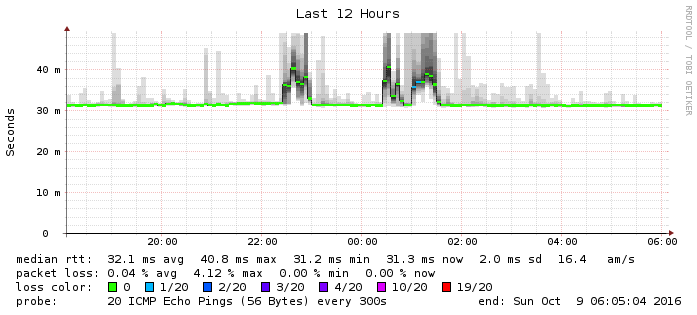 Last 12 Hours
RRDTOOL / TOBI OETIKER
Seconds
40 m
30 m
20 m
10 m
0
20:00 22:00 00:00 02:00 04:00 06:00
median rtt: 32.1 ms avg 40.8 ms max 31.2 ms min 31.3 ms now 2.0 ms sd 16.4 am/s
packet loss: 0.04 % avg 4.12 % max 0.00 % min 0.00 % now
loss color: 0 1/20 2/20 3/20 4/20 10/20 19/20
probe: 20 ICMP Echo Pings (56 Bytes) every 300s end: Sun Oct 9 06:05:04 2016